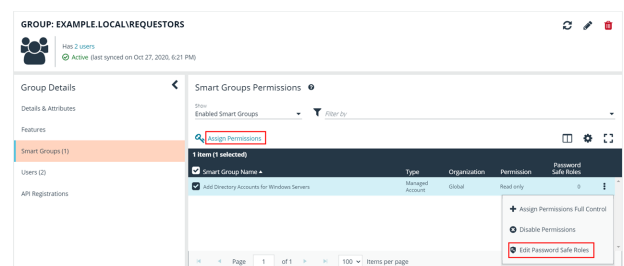 GROUP: EXAMPLE.LOCAL\REQUESTORS
Has 2 users
Active (last synced on Oct 27, 2020, 6:21 PM)
Group Details
Details & Attributes
Features
Smart Groups (1)
Users (2)
API Registrations
Smart Groups Permissions
Show
Enabled Smart Groups
Filter by
Assign Permissions
1 item (1 selected)
Smart Group Name Type Organization Permission Password Safe Roles
Add Directory Accounts for Windows Servers Managed Account Global Read only 0
Assign Permissions Full Control
Disable Permissions
Edit Password Safe Roles
Page 1 of 1 100 Items per page